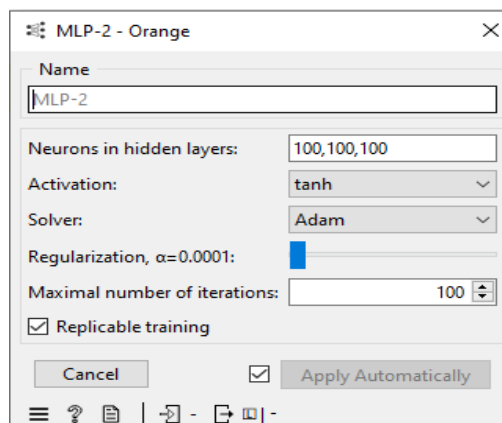 MLP-2 - Orange
Name
MLP-2
Neurons in hidden layers: 100,100,100
Activation: tanh
Solver: Adam
Regularization, α=0.0001:
Maximal number of iterations: 100
Replicable training
Cancel Apply Automatically